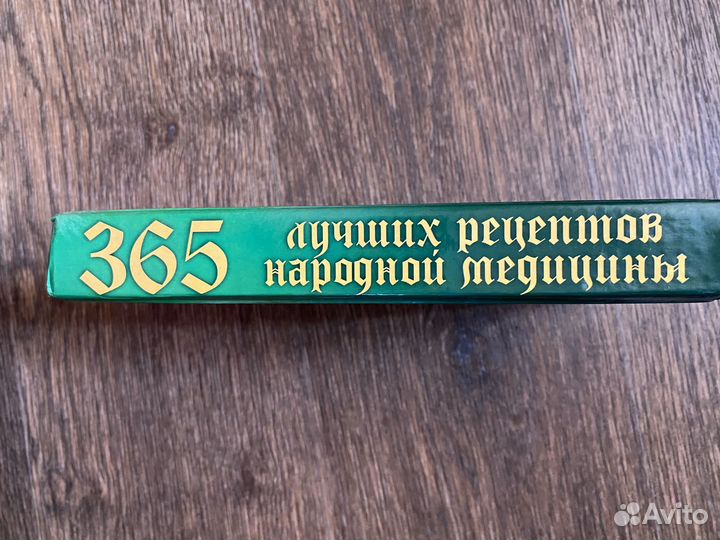 365
лучших рецептов
народной медицины
Avito